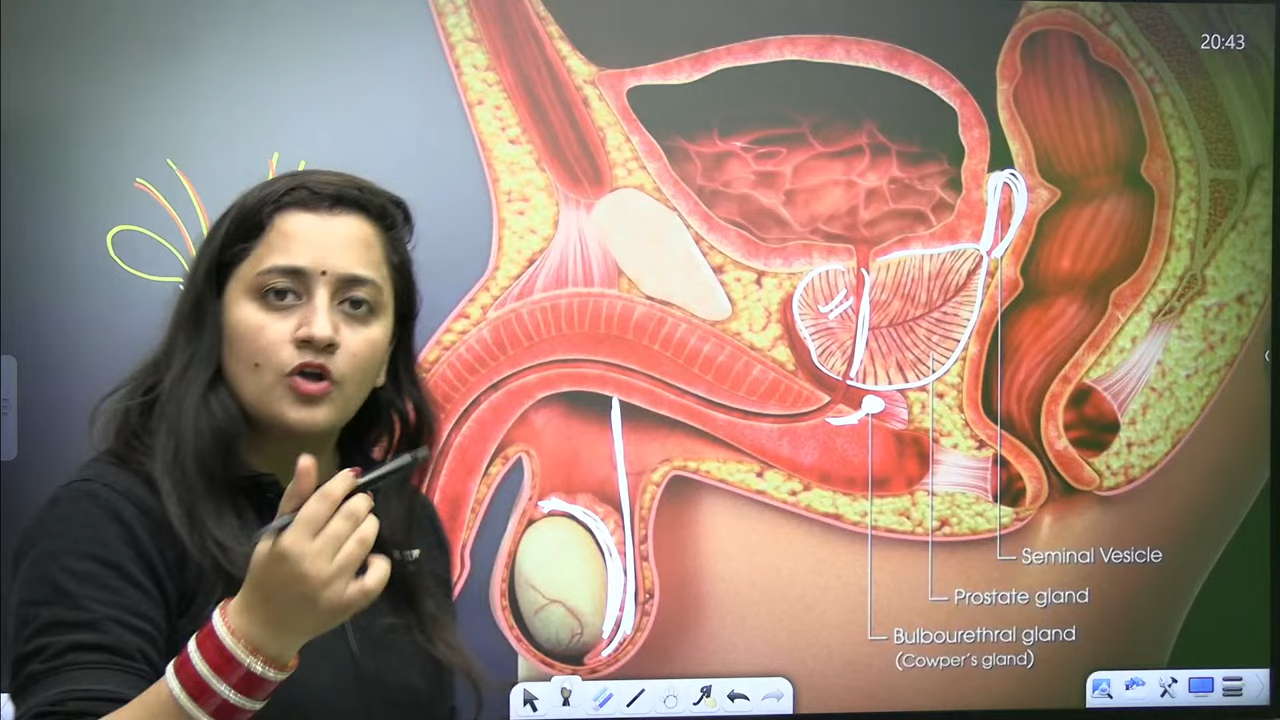 20:43
Seminal Vesicle
Prostate gland
Bulbourethral gland
(Cowper's gland)